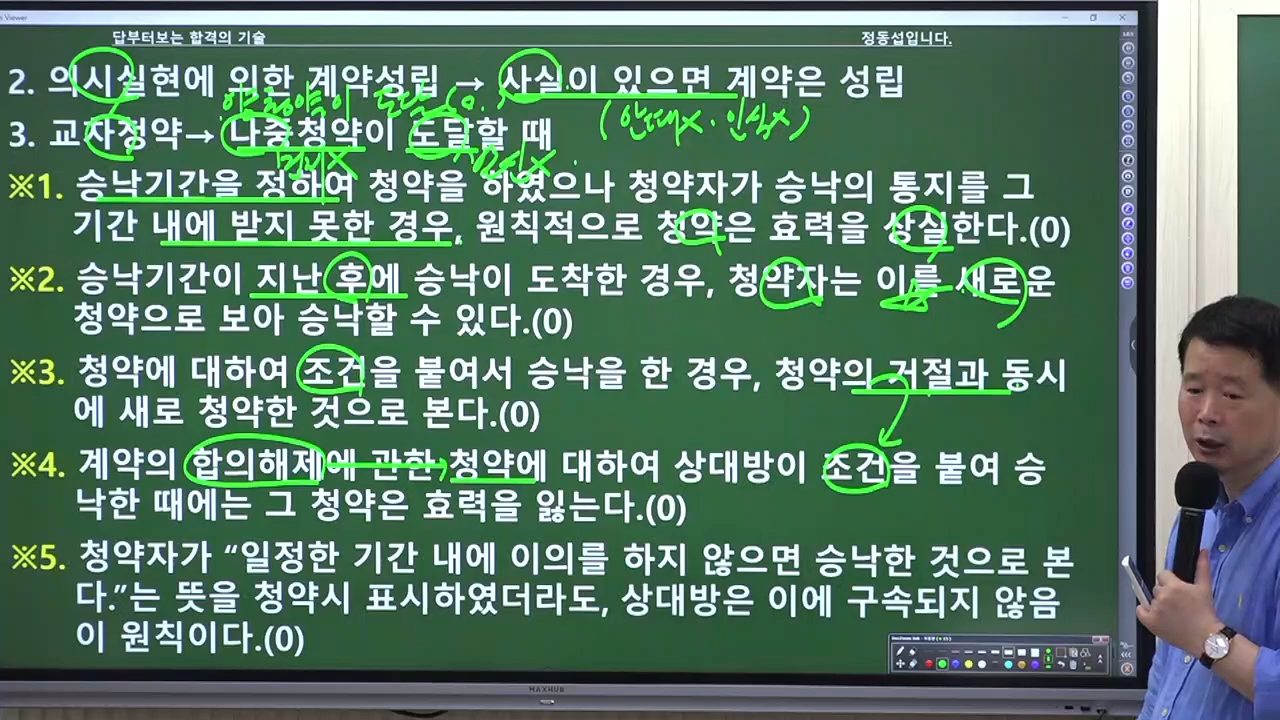 답부터보는 합격의 기술
정동섭입니다.
2. 의시실현에 의한 계약성립 → 사실이 있으면 계약은 성립
(안때x·인식x)
3. 교자청약→ 나중청약이 도달할 때
※1. 승낙기간을 정하여 청약을 하였으나 청약자가 승낙의 통지를 그
기간 내에 받지 못한 경우, 원칙적으로 청약은 효력을 상실한다.(0)
※2. 승낙기간이 지난 후에 승낙이 도착한 경우, 청약자는 이를 새로운
청약으로 보아 승낙할 수 있다.(0)
※3. 청약에 대하여 조건을 붙여서 승낙을 한 경우, 청약의 거절과 동시
에 새로 청약한 것으로 본다.(0)
※4. 계약의 합의해제에 관한 청약에 대하여 상대방이 조건을 붙여 승
낙한 때에는 그 청약은 효력을 잃는다.(0)
※5. 청약자가 “일정한 기간 내에 이의를 하지 않으면 승낙한 것으로 본
다.”는 뜻을 청약시 표시하였더라도, 상대방은 이에 구속되지 않음
이 원칙이다.(0)
MAXHUB